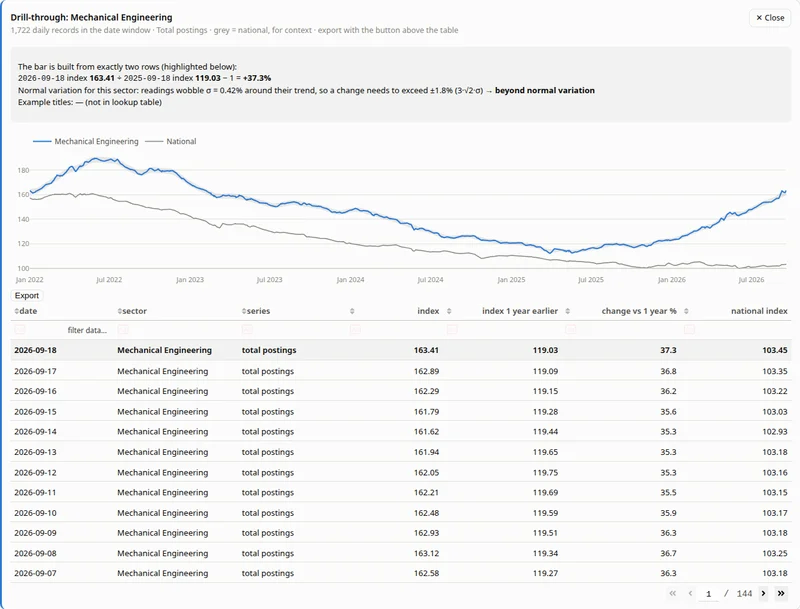 Drill-through: Mechanical Engineering
✕ Close
1,722 daily records in the date window · Total postings · grey = national, for context · export with the button above the table
The bar is built from exactly two rows (highlighted below):
2026-09-18 index 163.41 ÷ 2025-09-18 index 119.03 − 1 = +37.3%
Normal variation for this sector: readings wobble σ = 0.42% around their trend, so a change needs to exceed ±1.8% (3·√2·σ) → beyond normal variation
Example titles: — (not in lookup table)
Mechanical Engineering National
180
160
140
120
100
Jan 2022 Jul 2022 Jan 2023 Jul 2023 Jan 2024 Jul 2024 Jan 2025 Jul 2025 Jan 2026 Jul 2026
Export
date sector series index index 1 year earlier change vs 1 year % national index
filter data...
2026-09-18 Mechanical Engineering total postings 163.41 119.03 37.3 103.45
2026-09-17 Mechanical Engineering total postings 162.89 119.09 36.8 103.35
2026-09-16 Mechanical Engineering total postings 162.29 119.15 36.2 103.22
2026-09-15 Mechanical Engineering total postings 161.79 119.28 35.6 103.03
2026-09-14 Mechanical Engineering total postings 161.62 119.44 35.3 102.93
2026-09-13 Mechanical Engineering total postings 161.94 119.65 35.3 103.18
2026-09-12 Mechanical Engineering total postings 162.05 119.75 35.3 103.16
2026-09-11 Mechanical Engineering total postings 162.21 119.69 35.5 103.15
2026-09-10 Mechanical Engineering total postings 162.48 119.59 35.9 103.17
2026-09-09 Mechanical Engineering total postings 162.93 119.51 36.3 103.18
2026-09-08 Mechanical Engineering total postings 163.12 119.34 36.7 103.25
2026-09-07 Mechanical Engineering total postings 162.58 119.27 36.3 103.18
« ‹ 1 / 144 › »